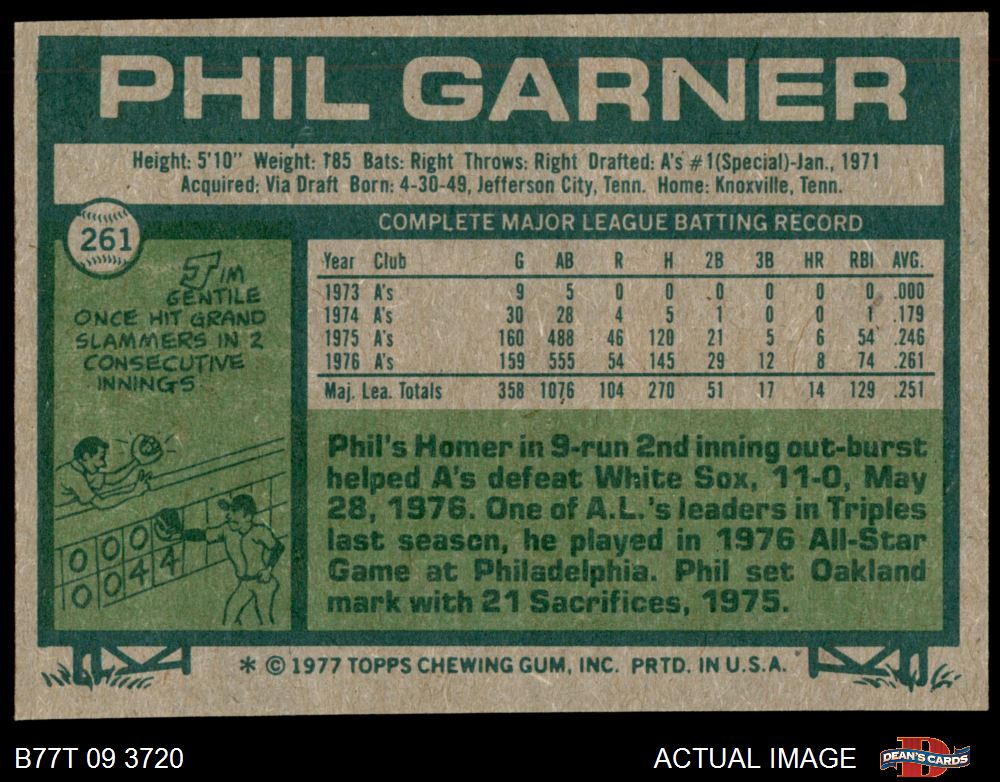 PHIL GARNER
Height: 5'10" Weight: 185 Bats: Right Throws: Right Drafted: A's #1(Special)-Jan., 1971
Acquired: Via Draft Born: 4-30-49, Jefferson City, Tenn. Home: Knoxville, Tenn.
261
COMPLETE MAJOR LEAGUE BATTING RECORD
JIM
GENTILE
ONCE HIT GRAND
SLAMMERS IN 2
CONSECUTIVE
INNINGS
0 0 0
0 4 4
Year Club G AB R H 2B 3B HR RBI AVG.
1973 A's 9 5 0 0 0 0 0 0 .000
1974 A's 30 28 4 5 1 0 0 1 .179
1975 A's 160 488 46 120 21 5 6 54 .246
1976 A's 159 555 54 145 29 12 8 74 .261
Maj. Lea. Totals 358 1076 104 270 51 17 14 129 .251
Phil's Homer in 9-run 2nd inning out-burst
helped A's defeat White Sox, 11-0, May
28, 1976. One of A.L.'s leaders in Triples
last season, he played in 1976 All-Star
Game at Philadelphia. Phil set Oakland
mark with 21 Sacrifices, 1975.
* © 1977 TOPPS CHEWING GUM, INC. PRTD. IN U.S.A.
B77T 09 3720
ACTUAL IMAGE
D
DEAN'S CARDS